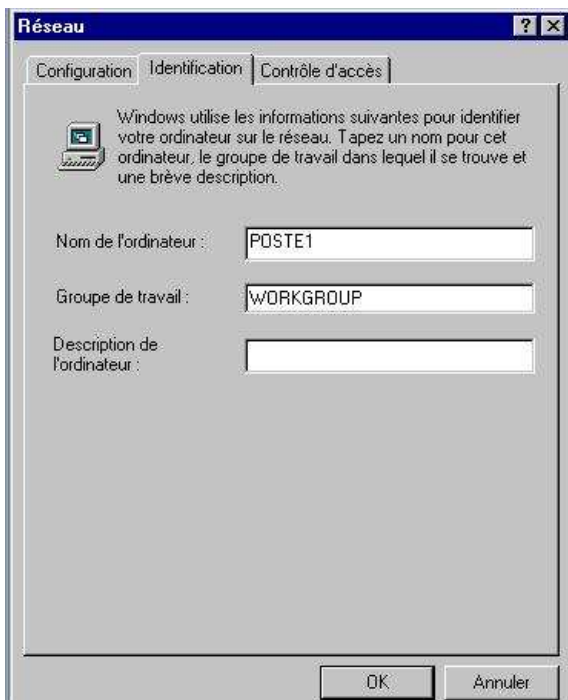 Réseau
Configuration
Identification
Contrôle d'accès
Windows utilise les informations suivantes pour identifier
votre ordinateur sur le réseau. Tapez un nom pour cet
ordinateur, le groupe de travail dans lequel il se trouve et
une brève description.
Nom de l'ordinateur :
POSTE1
Groupe de travail :
WORKGROUP
Description de
l'ordinateur :
OK
Annuler